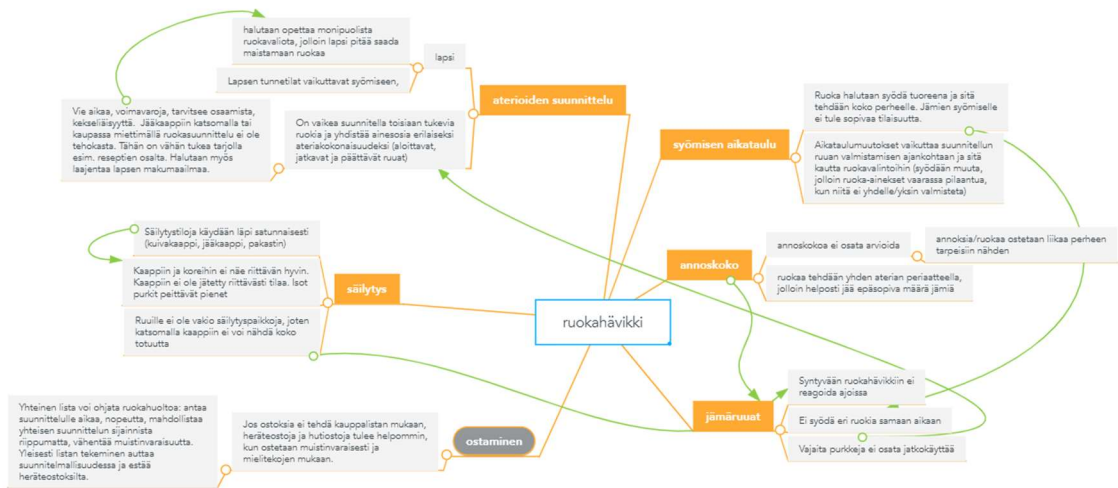 halutaan opettaa monipuolista
ruokavaliota, jolloin lapsi pitää saada
maistamaan ruokaa
lapsi
Lapsen tunnetilat vaikuttavat syömiseen,
aterioiden suunnittelu
Vie aikaa, voimavaroja, tarvitsee osaamista,
kekseliäisyyttä. Jääkaappiin katsomalla tai
kaupassa miettimällä ruokasuunnittelu ei ole
tehokasta. Tähän on vähän tukea tarjolla
esim. reseptien osalta. Halutaan myös
laajentaa lapsen makumaailmaa.
On vaikea suunnitella toisiaan tukevia
ruokia ja yhdistää ainesosia erilaiseksi
ateriakokonaisuudeksi (aloittavat,
jatkavat ja päättävät ruuat)
syömisen aikataulu
Ruoka halutaan syödä tuoreena ja sitä
tehdään koko perheelle. Jämien syömiselle
ei tule sopivaa tilaisuutta.
Aikataulumuutokset vaikuttaa suunnitellun
ruuan valmistamisen ajankohtaan ja sitä
kautta ruokavalintoihin (syödään muuta,
jolloin ruoka-ainekset vaarassa pilaantua,
kun niitä ei yhdelle/yksin valmisteta)
Säilytystiloja käydään läpi satunnaisesti
(kuivakaappi, jääkaappi, pakastin)
Kaappiin ja koreihin ei näe riittävän hyvin.
Kaappiin ei ole jätetty riittävästi tilaa. Isot
purkit peittävät pienet
Ruuille ei ole vakio säilytyspaikkoja, joten
katsomalla kaappiin ei voi nähdä koko
totuutta
säilytys
annoskoko
annoskokoa ei osata arvioida
annoksia/ruokaa ostetaan liikaa perheen
tarpeisiin nähden
ruokaa tehdään yhden aterian periaatteella,
jolloin helposti jää epäsopiva määrä jämiä
ruokahävikki
jämäruuat
Syntyvään ruokahävikkiin ei
reagoida ajoissa
Ei syödä eri ruokia samaan aikaan
Vajaita purkkeja ei osata jatkokäyttää
Yhteinen lista voi ohjata ruokahuoltoa: antaa
suunnittelulle aikaa, nopeutta, mahdollistaa
yhteisen suunnittelun sijainnista
riippumatta, vähentää muistinvaraisuutta.
Yleisesti listan tekeminen auttaa
suunnitelmallisuudessa ja estää
heräteostoksilta.
Jos ostoksia ei tehdä kauppalistan mukaan,
heräteostoja ja hutiostoja tulee helpommin,
kun ostetaan muistinvaraisesti ja
mielitekojen mukaan.
ostaminen